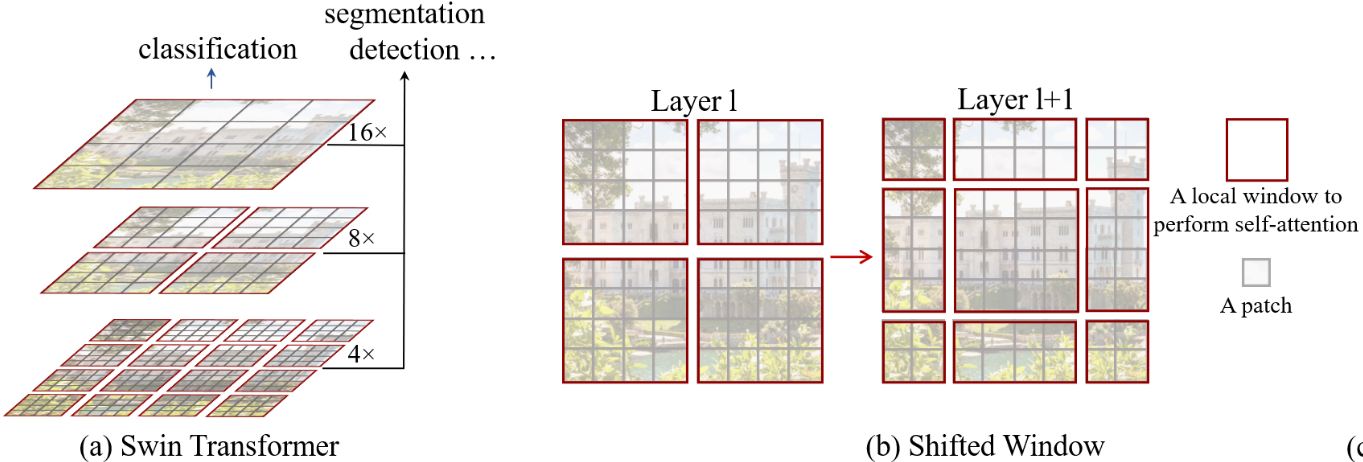 segmentation
classification
detection …
16×
8×
4×
(a) Swin Transformer
Layer l
Layer l+1
A local window to
perform self-attention
A patch
(b) Shifted Window
(c